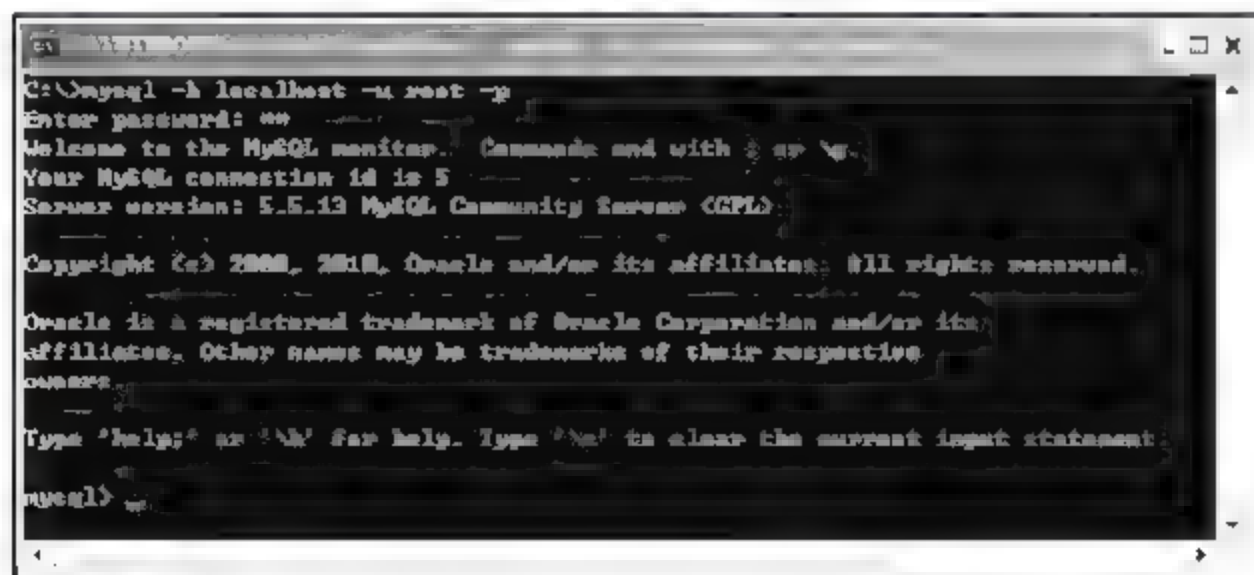 C:\>mysql -h localhost -u root -p
Enter password: **
Welcome to the MySQL monitor. Commands end with ; or \g.
Your MySQL connection id is 5
Server version: 5.5.13 MySQL Community Server (GPL)
Copyright (c) 2000, 2010, Oracle and/or its affiliates. All rights reserved.
Oracle is a registered trademark of Oracle Corporation and/or its
affiliates. Other names may be trademarks of their respective
owners.
Type 'help;' or '\h' for help. Type '\c' to clear the current input statement.
mysql> _